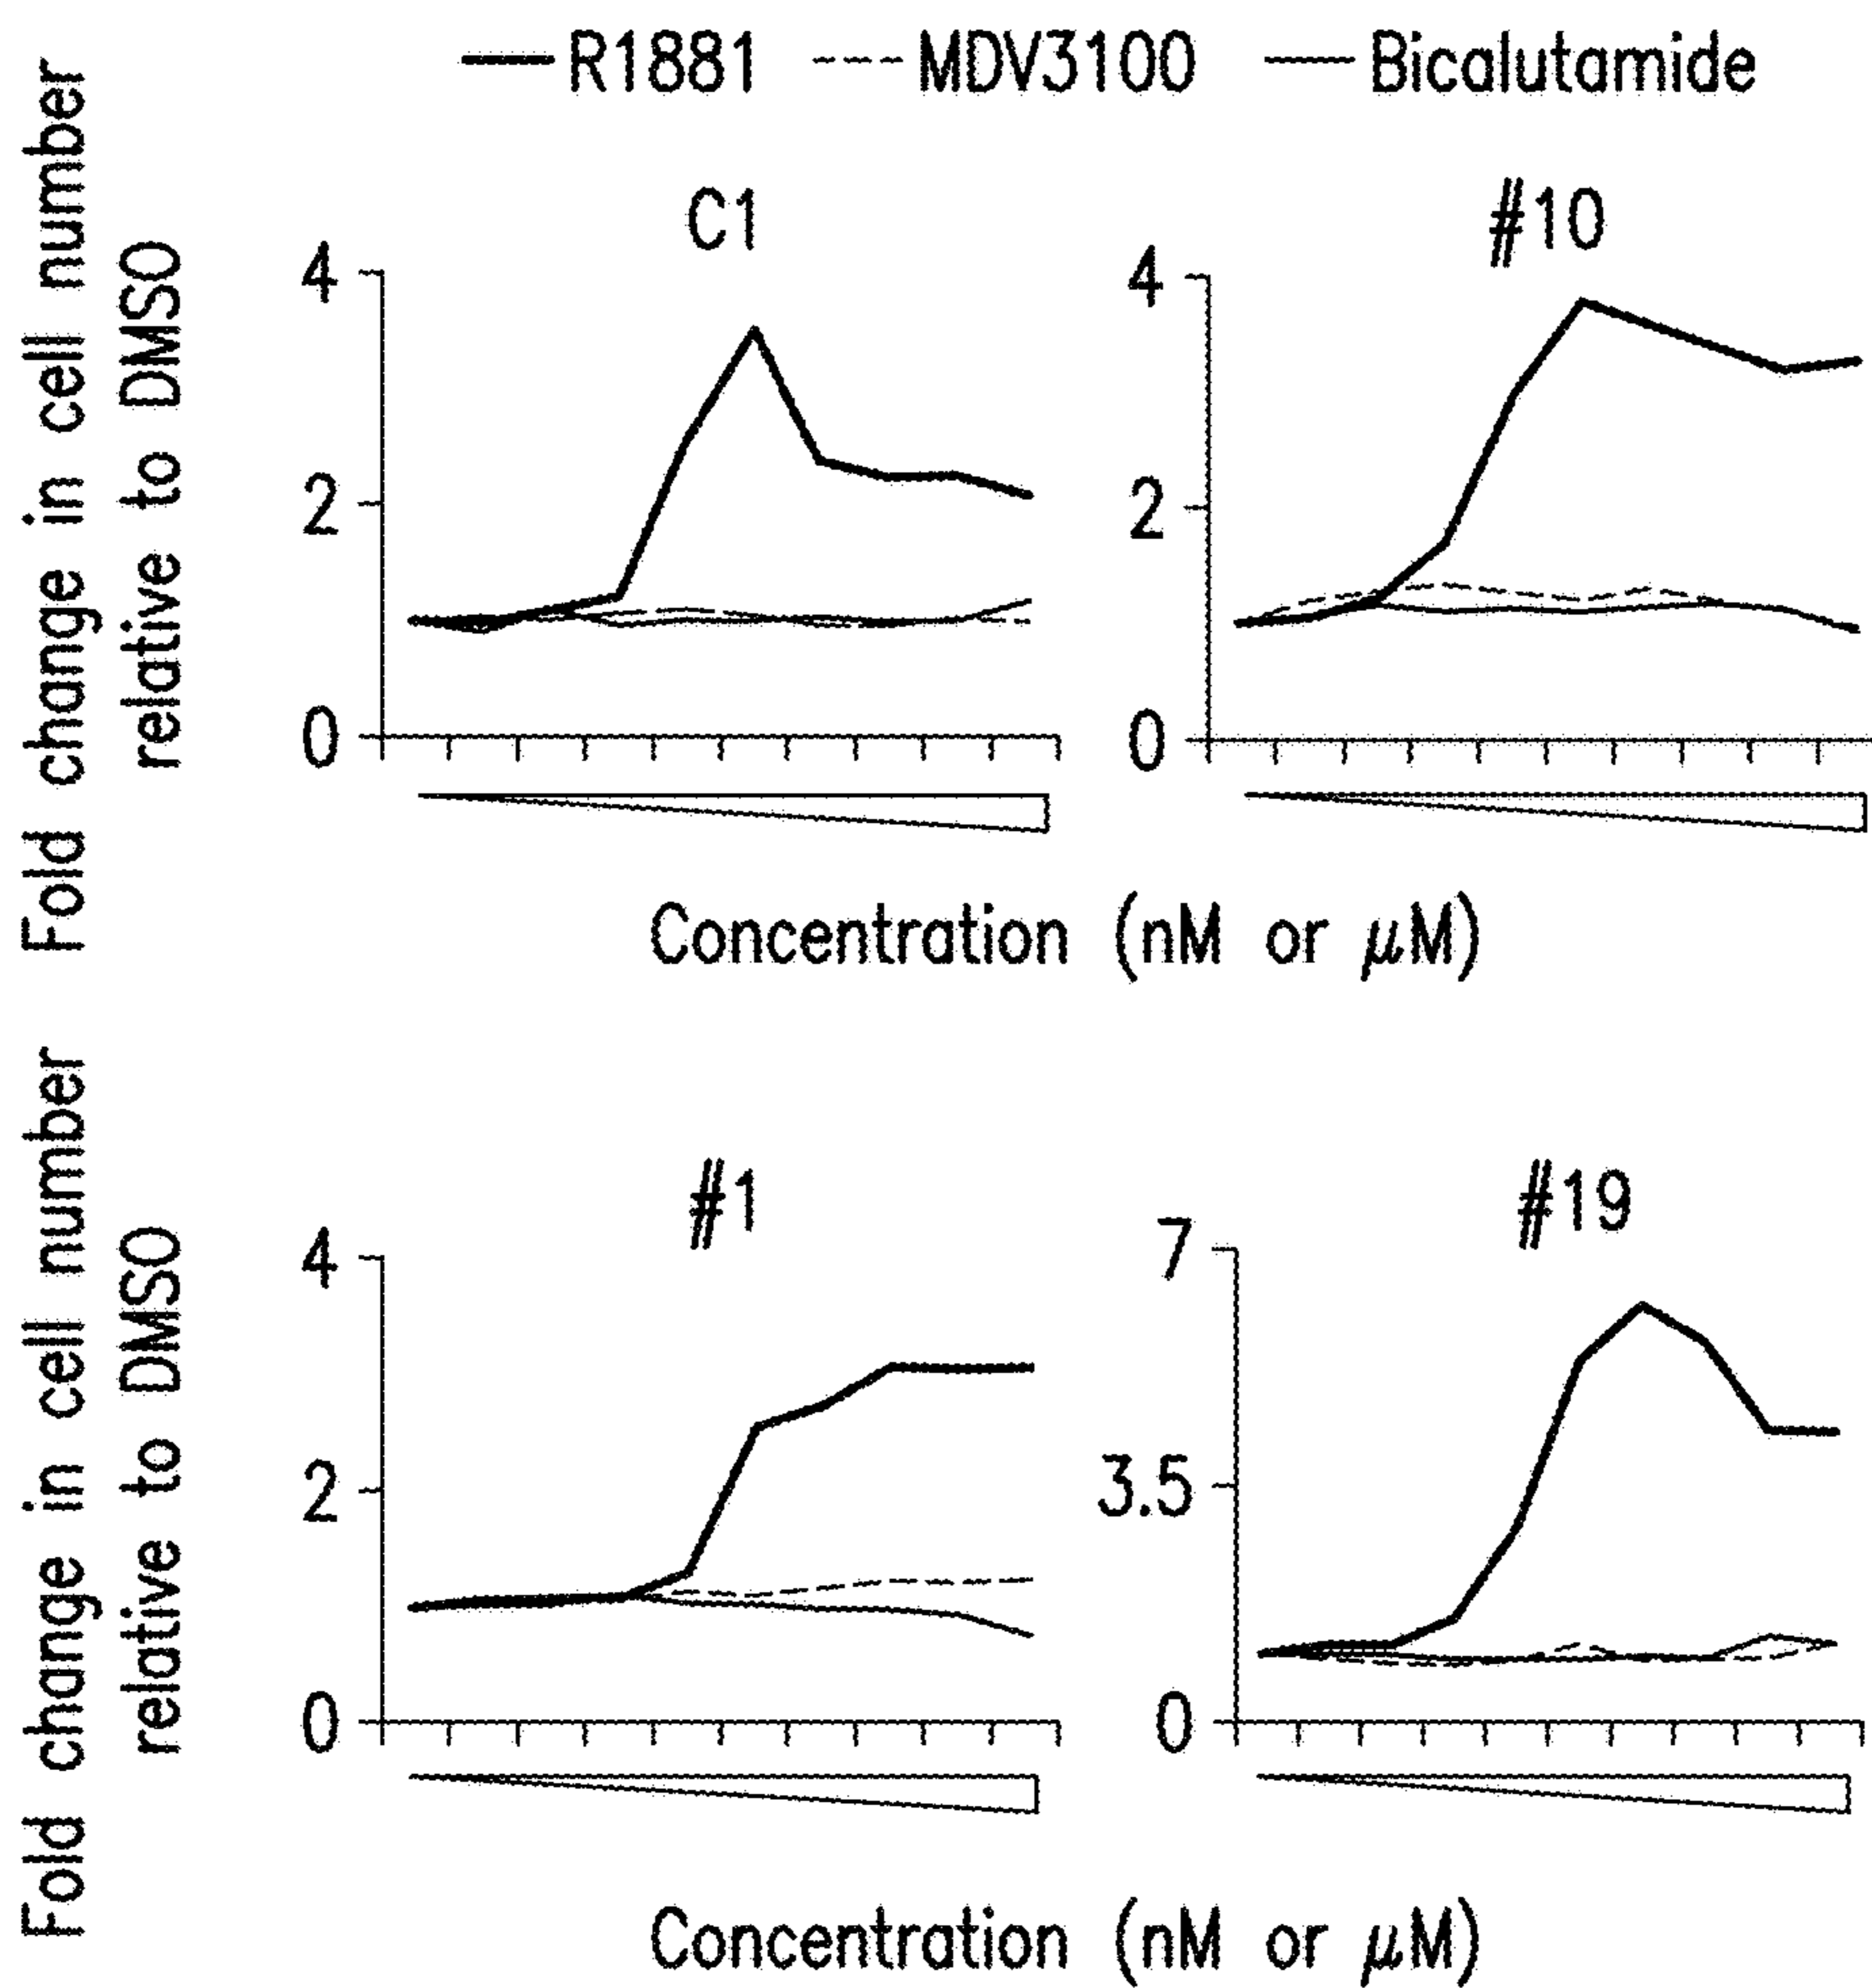 R1881 MDV3100 Bicalutamide
Fold change in cell number
relative to DMSO
C1
4
2
0
#10
4
2
0
Concentration (nM or μM)
Fold change in cell number
relative to DMSO
#1
4
2
0
#19
7
3.5
0
Concentration (nM or μM)